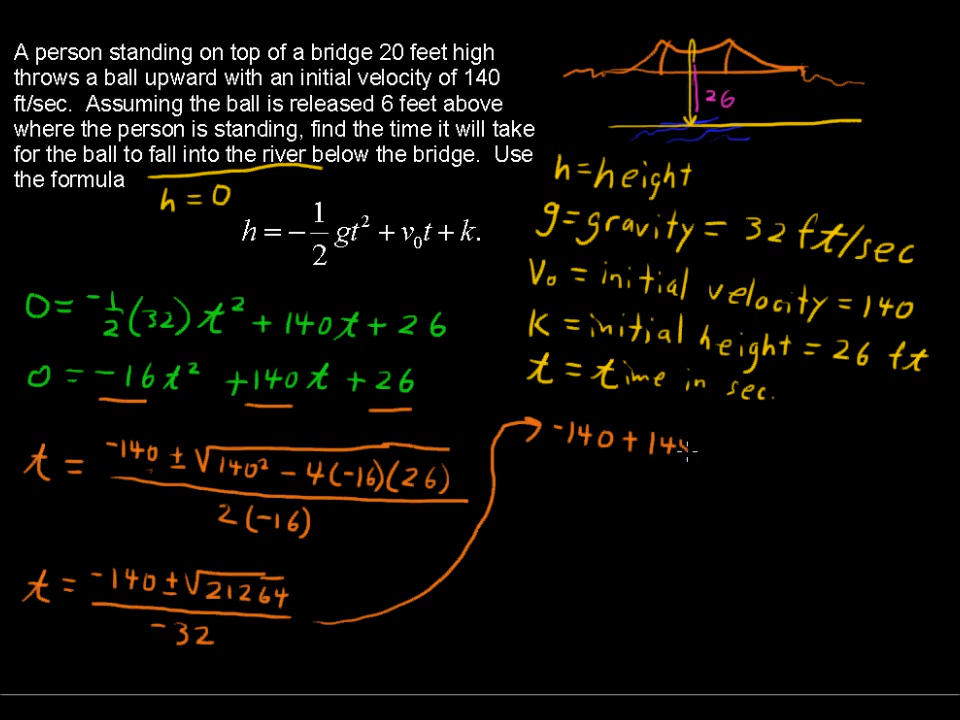 A person standing on top of a bridge 20 feet high
throws a ball upward with an initial velocity of 140
ft/sec. Assuming the ball is released 6 feet above
where the person is standing, find the time it will take
for the ball to fall into the river below the bridge. Use
the formula
h = 0
h = -1/2 gt² + v₀t + k.
0 = -1/2 (32) t² + 140t + 26
0 = -16t² + 140t + 26
t = -140 ± √140² - 4(-16)(26) / 2(-16)
t = -140 ± √21264 / -32
26
h = height
g = gravity = 32 ft/sec
V₀ = initial velocity = 140
K = initial height = 26 ft
t = time in sec.
-140 + 144